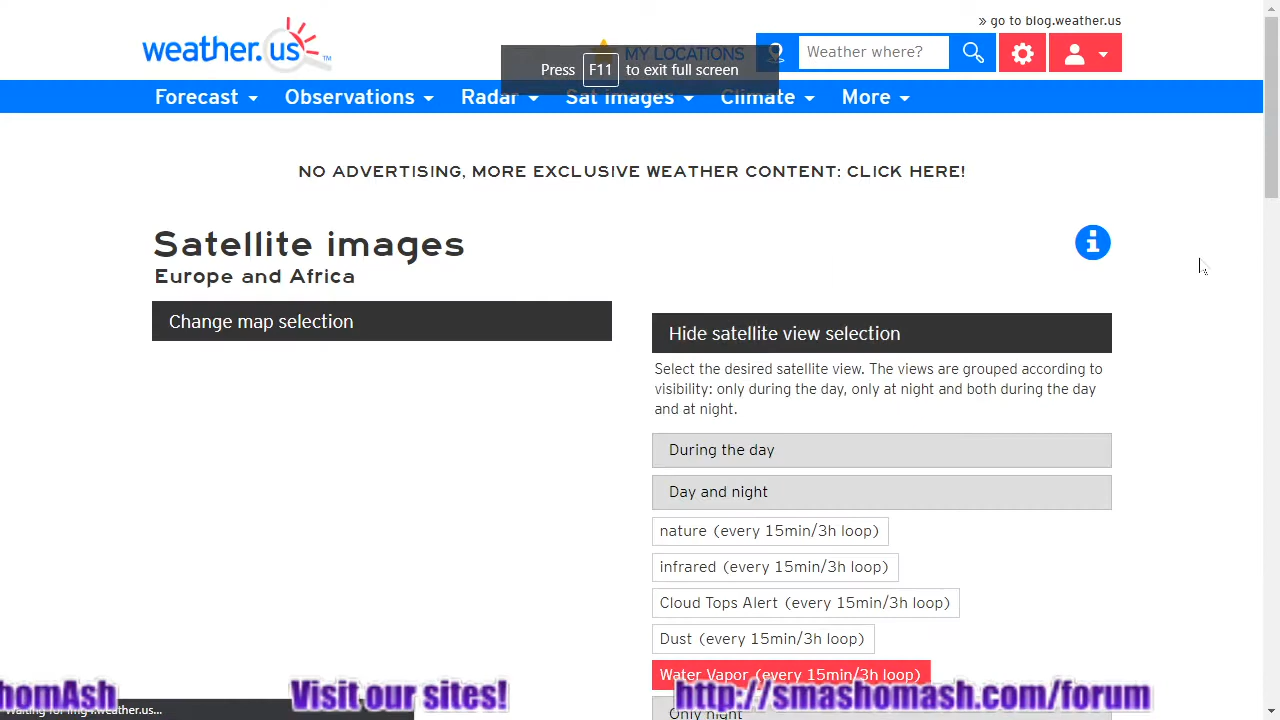 » go to blog.weather.us
weather.us
TM
MY LOCATIONS
Weather where?
Press F11 to exit full screen
Forecast
Observations
Radar
Sat images
Climate
More
NO ADVERTISING, MORE EXCLUSIVE WEATHER CONTENT: CLICK HERE!
Satellite images
Europe and Africa
Change map selection
Hide satellite view selection
Select the desired satellite view. The views are grouped according to
visibility: only during the day, only at night and both during the day
and at night.
During the day
Day and night
nature (every 15min/3h loop)
infrared (every 15min/3h loop)
Cloud Tops Alert (every 15min/3h loop)
Dust (every 15min/3h loop)
Water Vapor (every 15min/3h loop)
Only night
homAsh Visit our sites! http://smashomash.com/forum